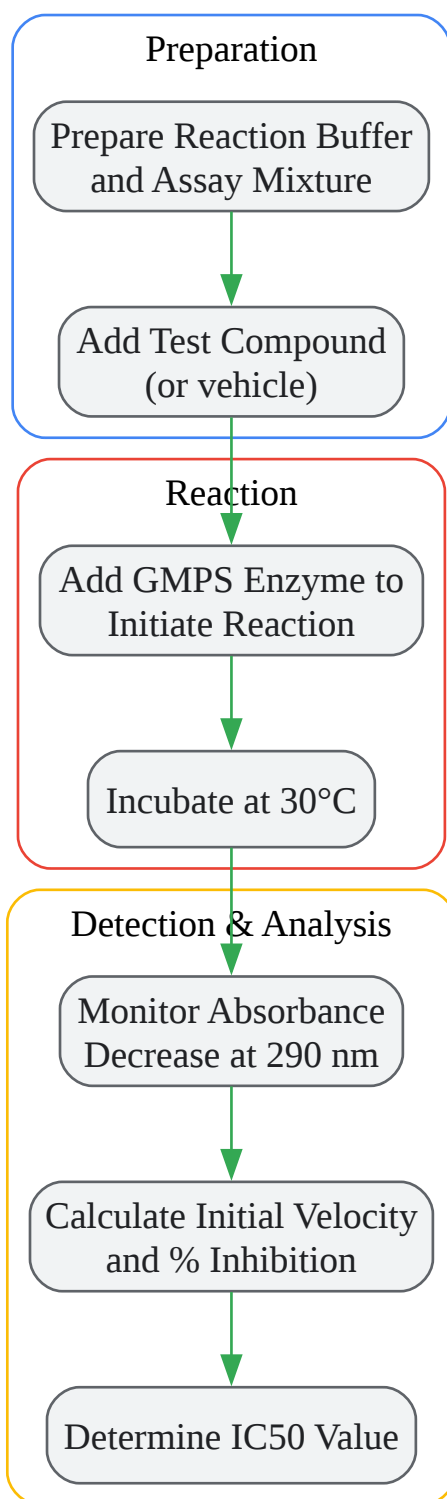 Preparation
Prepare Reaction Buffer
and Assay Mixture
Add Test Compound
(or vehicle)
Reaction
Add GMPS Enzyme to
Initiate Reaction
Incubate at 30°C
Detection & Analysis
Monitor Absorbance
Decrease at 290 nm
Calculate Initial Velocity
and % Inhibition
Determine IC50 Value